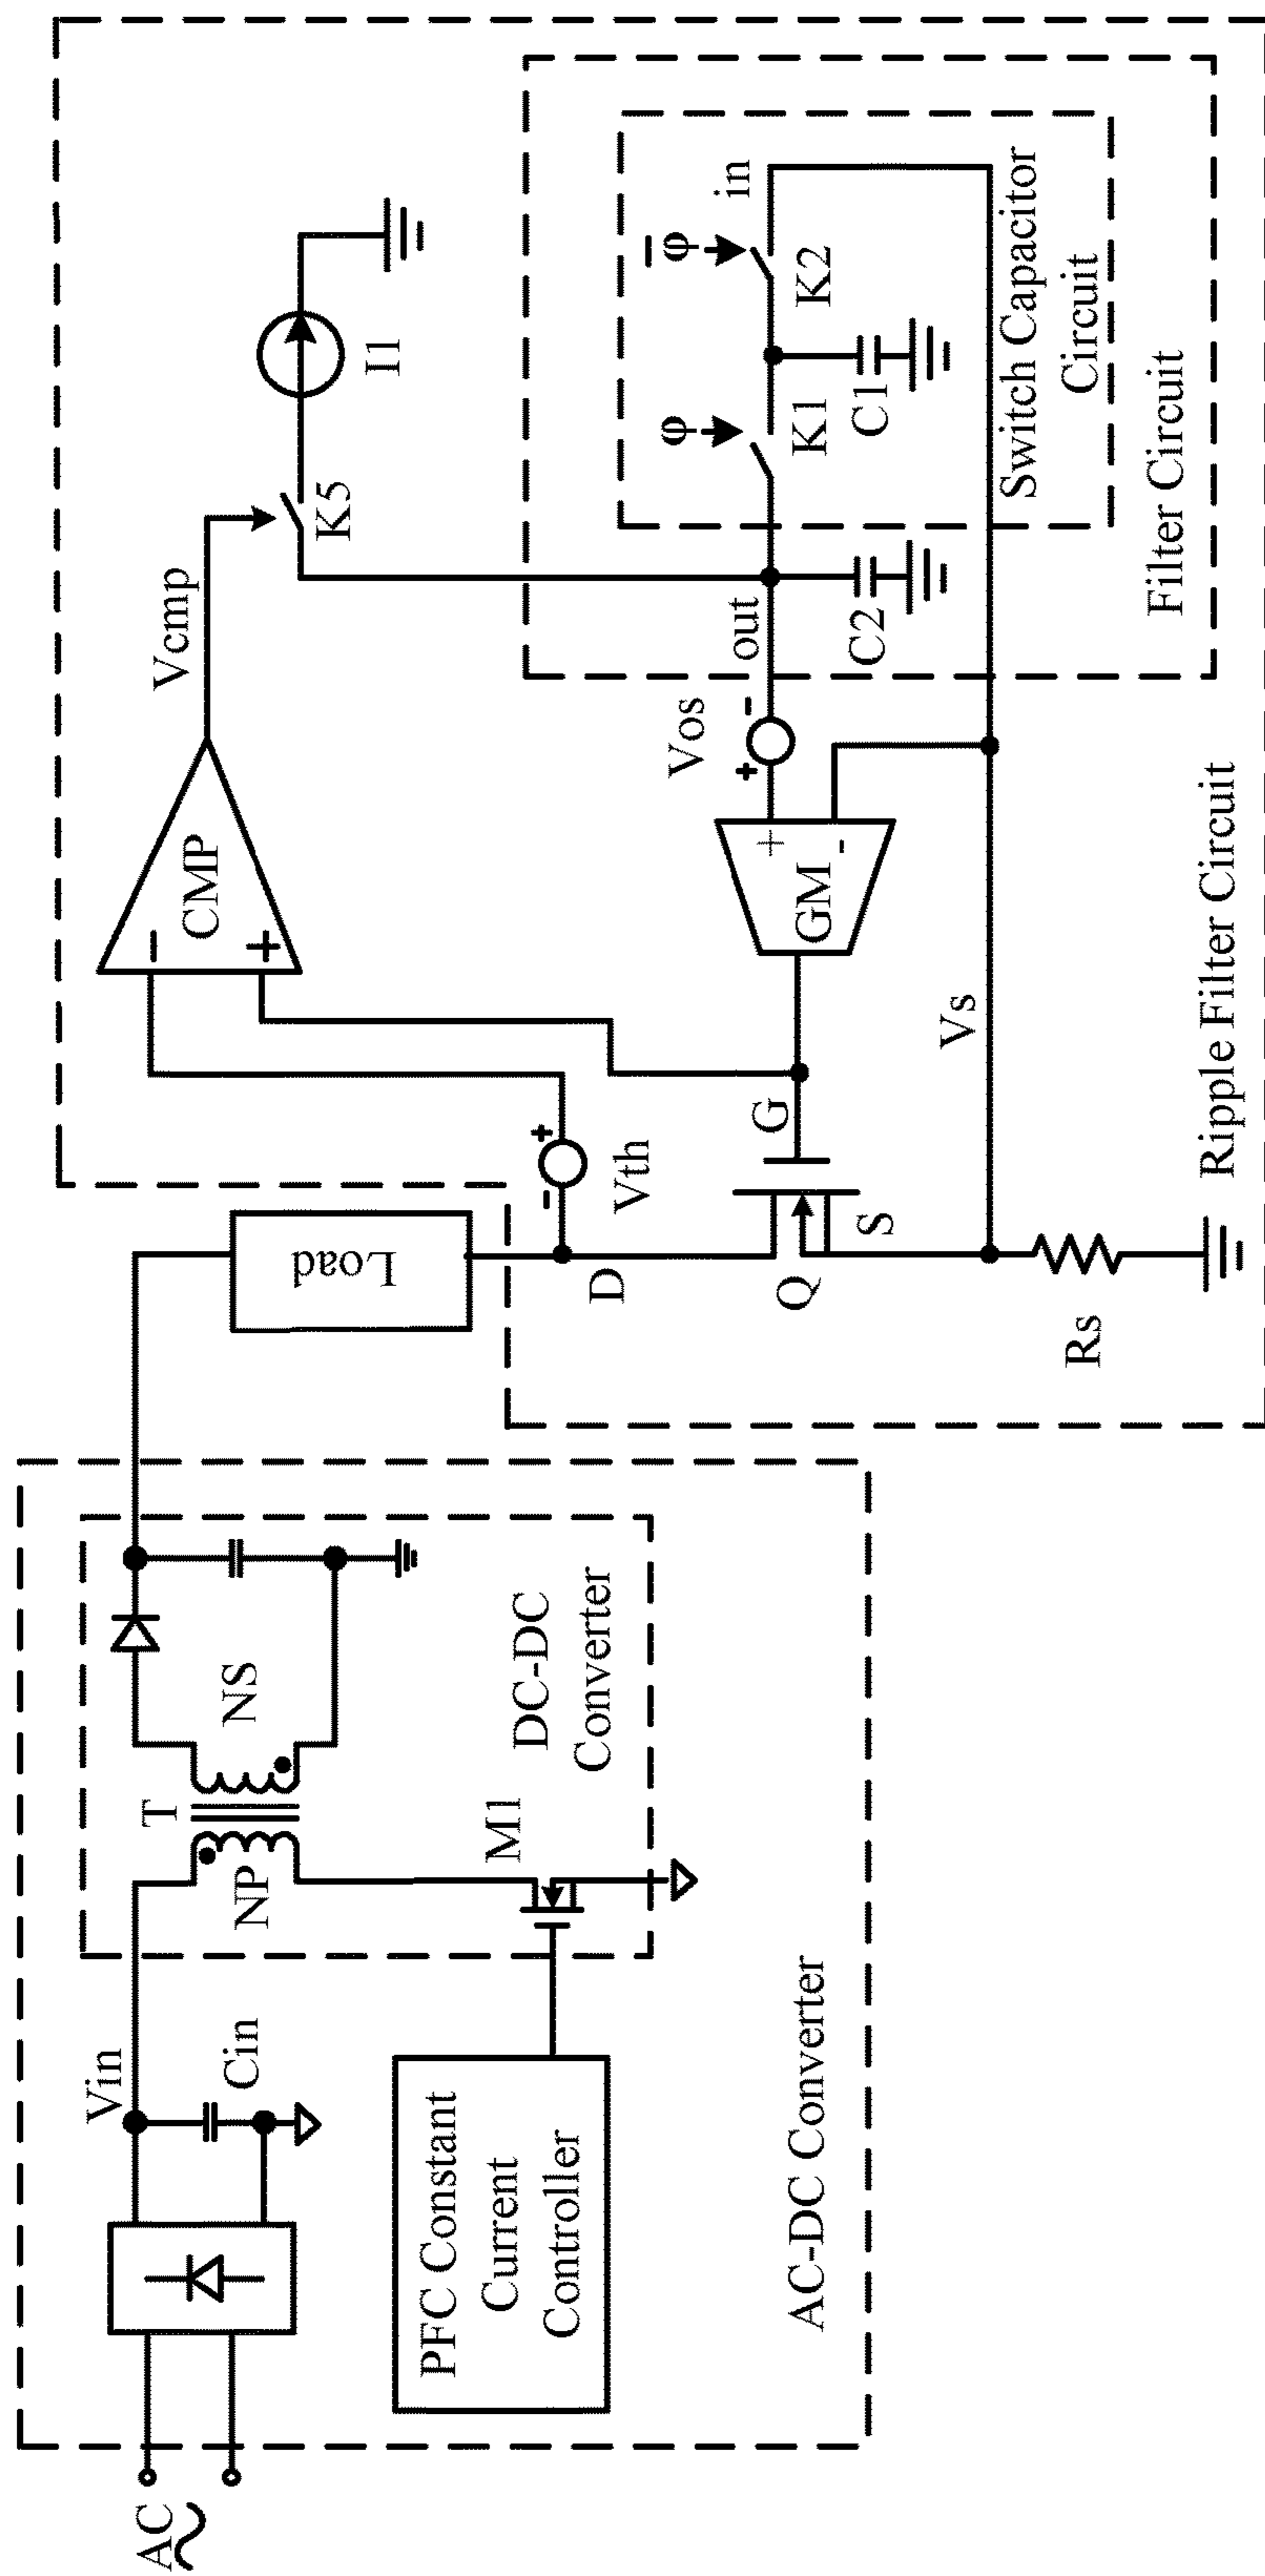 AC
~
Vin
Cin
PFC Constant
Current
Controller
AC-DC Converter
T
NP
NS
M1
DC-DC
Converter
Load
D
G
S
Q
Rs
Vth
-
+
CMP
-
+
Vcmp
K5
I1
GM
+
-
Vos
+
-
Vs
out
C2
φ
K1
C1
φ̅
K2
in
Switch Capacitor
Circuit
Filter Circuit
Ripple Filter Circuit